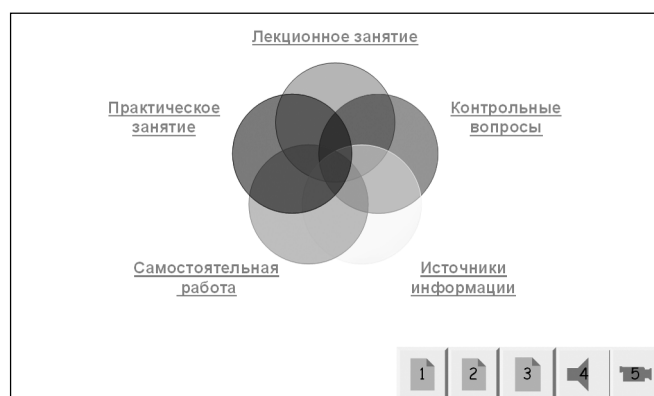 Лекционное занятие
Практическое
занятие
Контрольные
вопросы
Самостоятельная
работа
Источники
информации
1 2 3 4 5